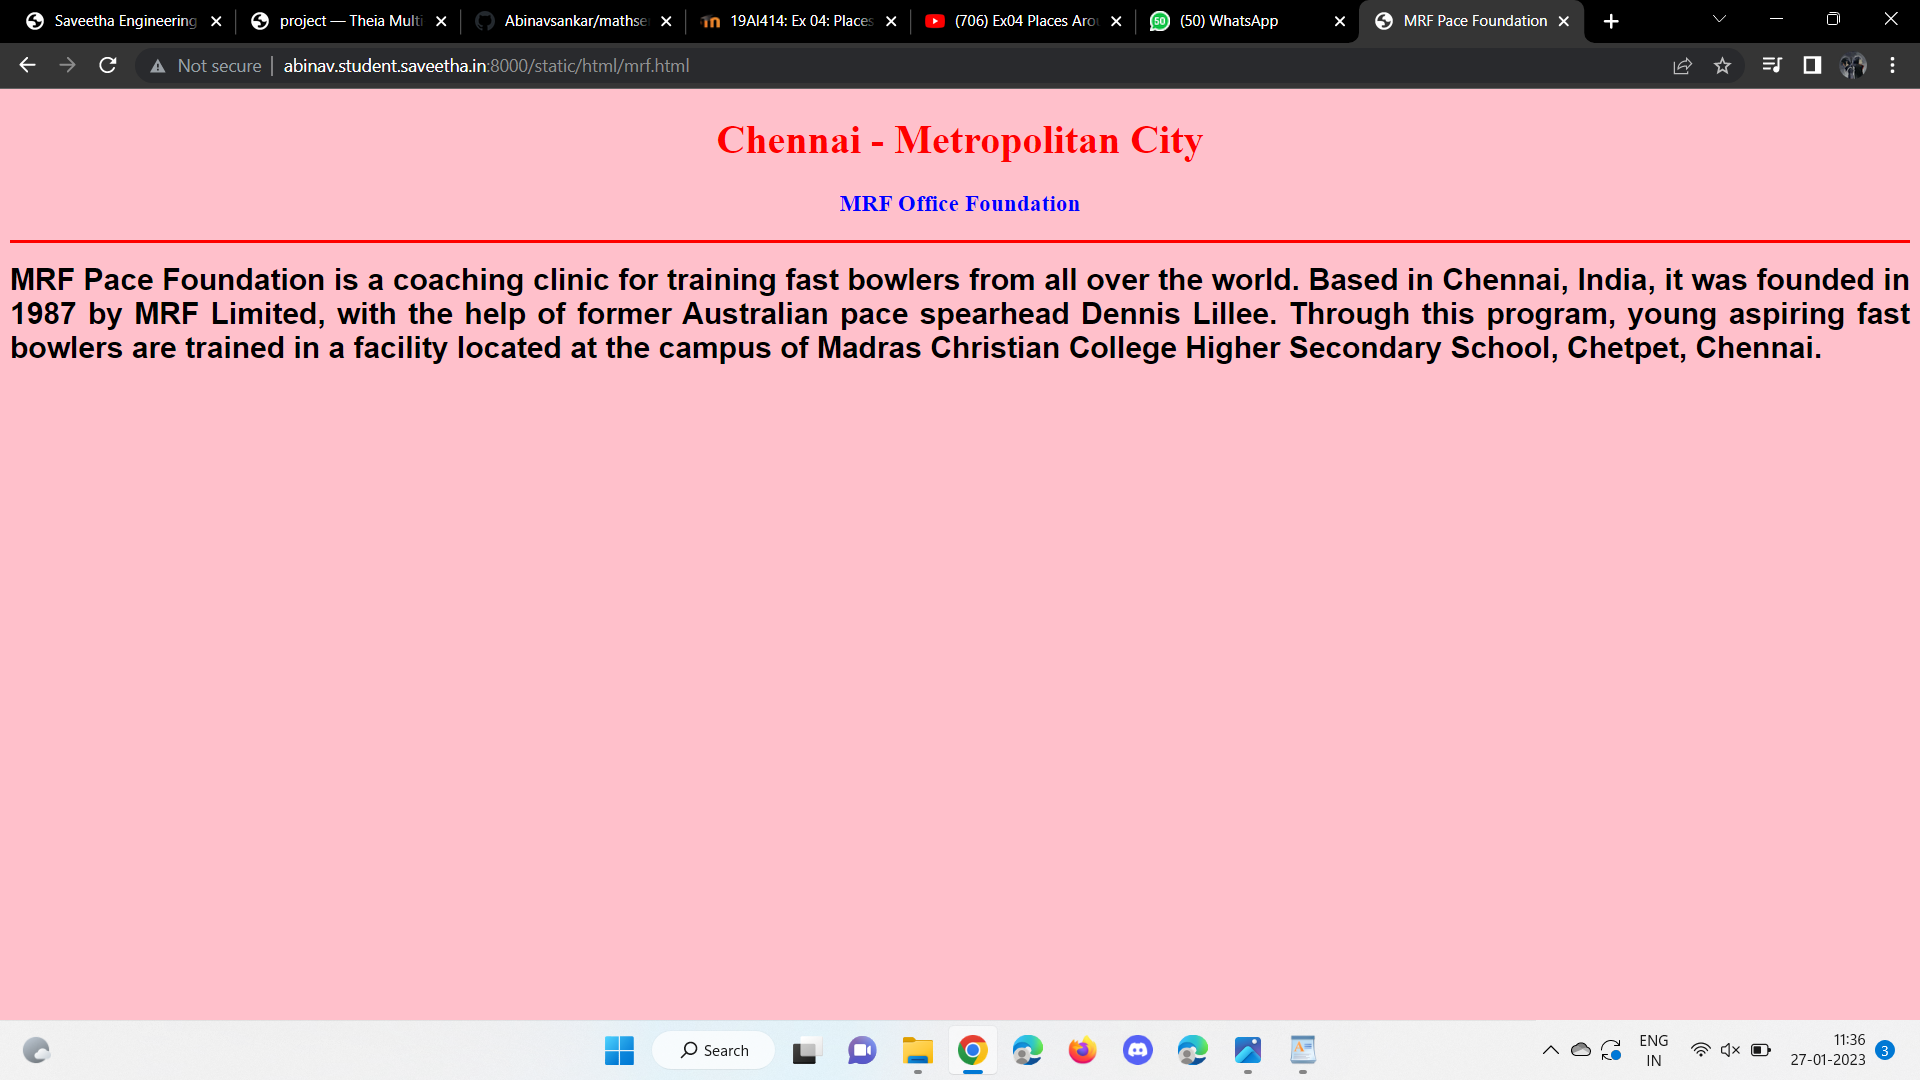 Saveetha Engineering
project — Theia Multi
Abinavsankar/mathse
19AI414: Ex 04: Places
(706) Ex04 Places Arou
(50) WhatsApp
MRF Pace Foundation
Not secure
abinav.student.saveetha.in:8000/static/html/mrf.html
Chennai - Metropolitan City
MRF Office Foundation
MRF Pace Foundation is a coaching clinic for training fast bowlers from all over the world. Based in Chennai, India, it was founded in
1987 by MRF Limited, with the help of former Australian pace spearhead Dennis Lillee. Through this program, young aspiring fast
bowlers are trained in a facility located at the campus of Madras Christian College Higher Secondary School, Chetpet, Chennai.
Search
ENG
IN
11:36
27-01-2023
3